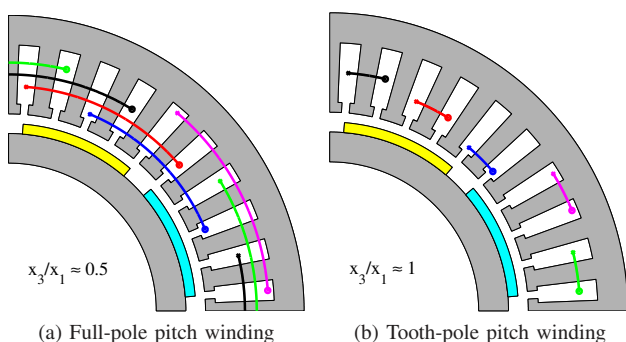 x3/x1 ≈ 0.5
x3/x1 ≈ 1
(a) Full-pole pitch winding
(b) Tooth-pole pitch winding